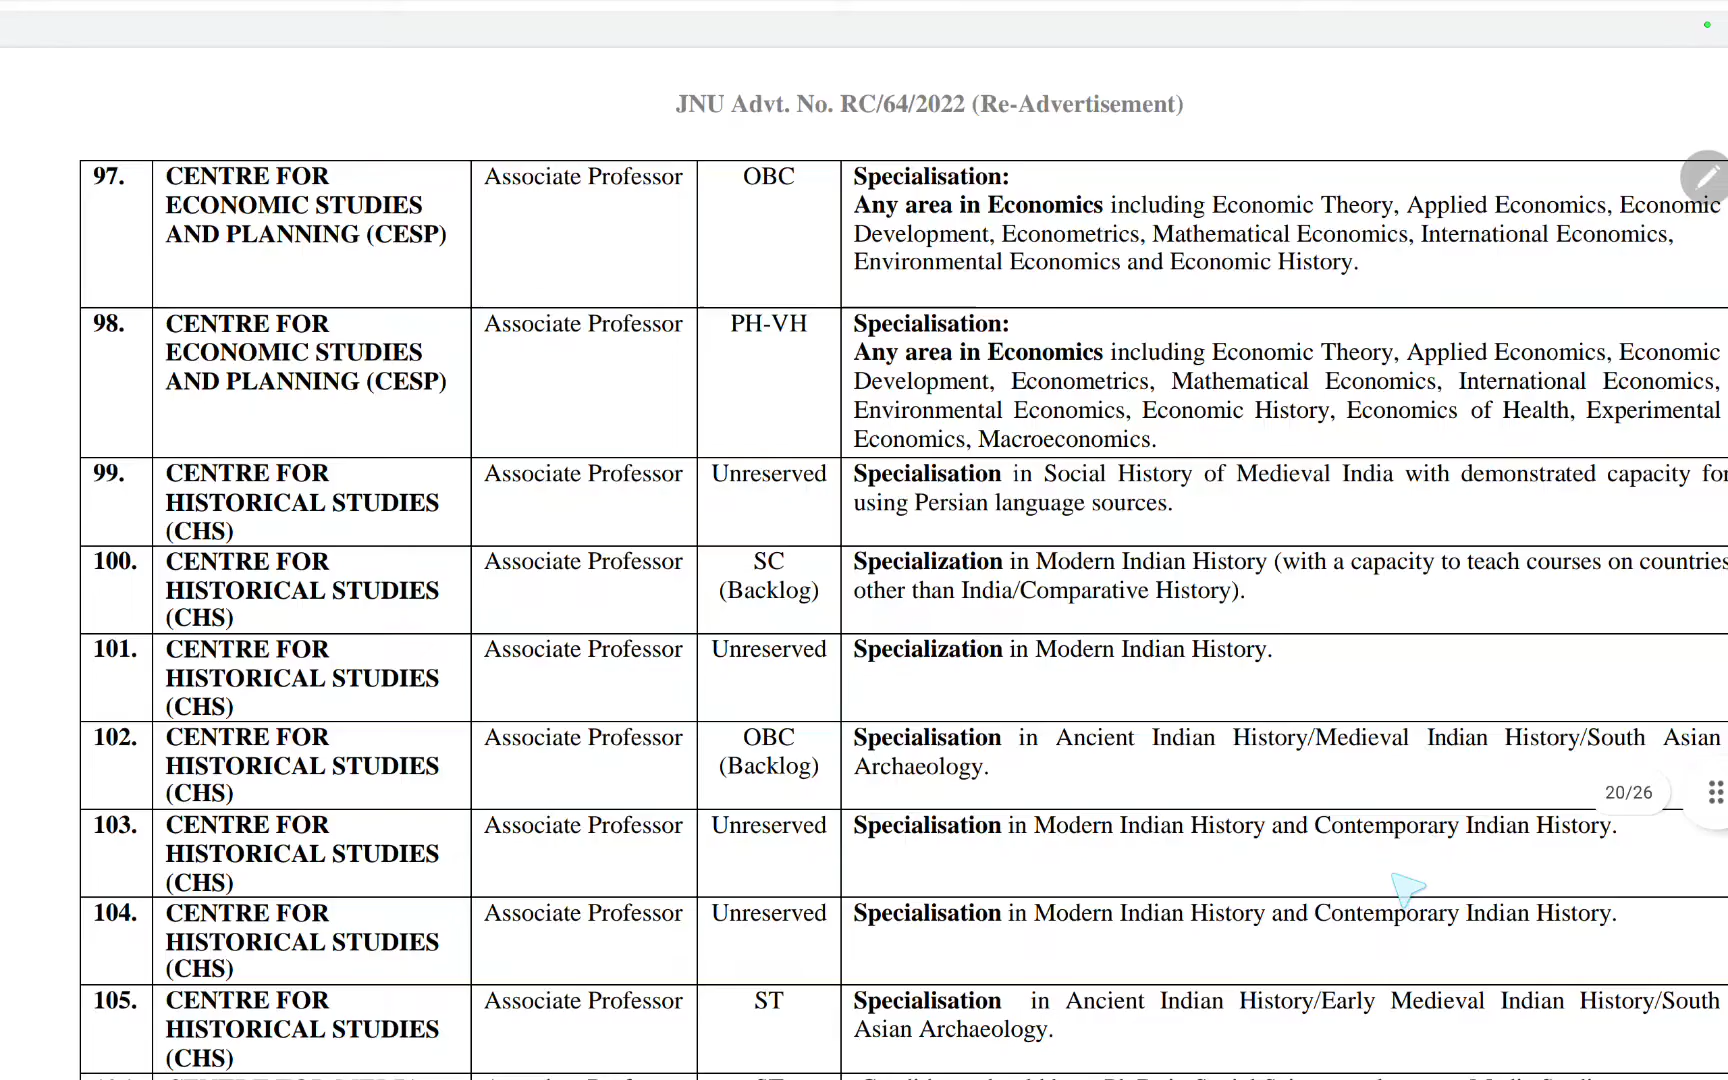 JNU Advt. No. RC/64/2022 (Re-Advertisement)
97. CENTRE FOR ECONOMIC STUDIES AND PLANNING (CESP) Associate Professor OBC Specialisation:
Any area in Economics including Economic Theory, Applied Economics, Economic
Development, Econometrics, Mathematical Economics, International Economics,
Environmental Economics and Economic History.
98. CENTRE FOR ECONOMIC STUDIES AND PLANNING (CESP) Associate Professor PH-VH Specialisation:
Any area in Economics including Economic Theory, Applied Economics, Economic
Development, Econometrics, Mathematical Economics, International Economics,
Environmental Economics, Economic History, Economics of Health, Experimental
Economics, Macroeconomics.
99. CENTRE FOR HISTORICAL STUDIES (CHS) Associate Professor Unreserved Specialisation in Social History of Medieval India with demonstrated capacity for
using Persian language sources.
100. CENTRE FOR HISTORICAL STUDIES (CHS) Associate Professor SC (Backlog) Specialization in Modern Indian History (with a capacity to teach courses on countries
other than India/Comparative History).
101. CENTRE FOR HISTORICAL STUDIES (CHS) Associate Professor Unreserved Specialization in Modern Indian History.
102. CENTRE FOR HISTORICAL STUDIES (CHS) Associate Professor OBC (Backlog) Specialisation in Ancient Indian History/Medieval Indian History/South Asian
Archaeology.
20/26
103. CENTRE FOR HISTORICAL STUDIES (CHS) Associate Professor Unreserved Specialisation in Modern Indian History and Contemporary Indian History.
104. CENTRE FOR HISTORICAL STUDIES (CHS) Associate Professor Unreserved Specialisation in Modern Indian History and Contemporary Indian History.
105. CENTRE FOR HISTORICAL STUDIES (CHS) Associate Professor ST Specialisation in Ancient Indian History/Early Medieval Indian History/South
Asian Archaeology.